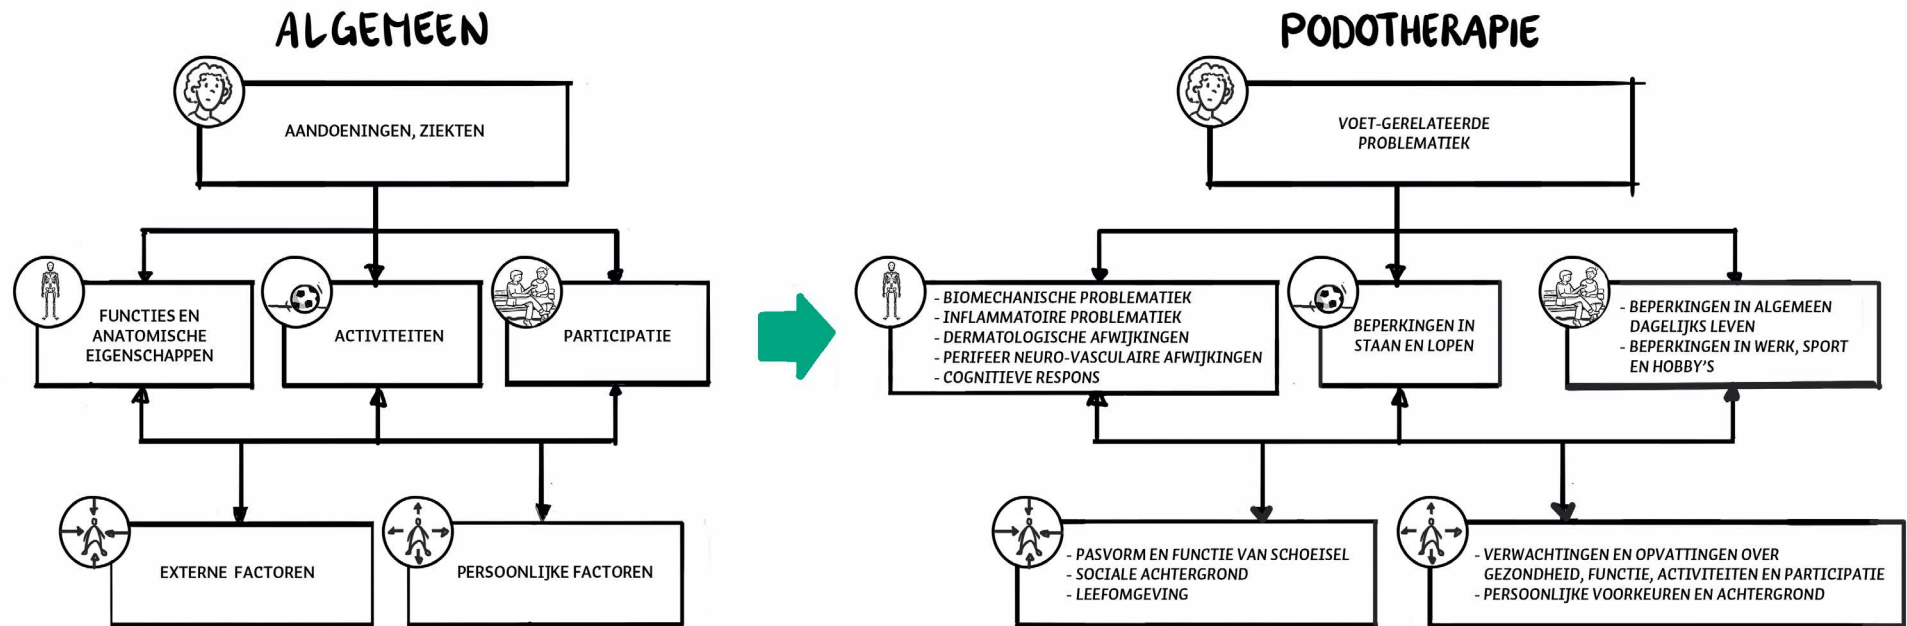 ALGEMEEN
AANDOENINGEN, ZIEKTEN
FUNCTIES EN
ANATOMISCHE
EIGENSCHAPPEN
ACTIVITEITEN
PARTICIPATIE
EXTERNE FACTOREN
PERSOONLIJKE FACTOREN
PODOTHERAPIE
VOET-GERELATEERDE
PROBLEMATIEK
- BIOMECHANISCHE PROBLEMATIEK
- INFLAMMATOIRE PROBLEMATIEK
- DERMATOLOGISCHE AFWIJKINGEN
- PERIFEER NEURO-VASCULAIRE AFWIJKINGEN
- COGNITIEVE RESPONS
BEPERKINGEN IN
STAAN EN LOPEN
- BEPERKINGEN IN ALGEMEEN
DAGELIJKS LEVEN
- BEPERKINGEN IN WERK, SPORT
EN HOBBY'S
- PASVORM EN FUNCTIE VAN SCHOEISEL
- SOCIALE ACHTERGROND
- LEEFOMGEVING
- VERWACHTINGEN EN OPVATTINGEN OVER
GEZONDHEID, FUNCTIE, ACTIVITEITEN EN PARTICIPATIE
- PERSOONLIJKE VOORKEUREN EN ACHTERGROND